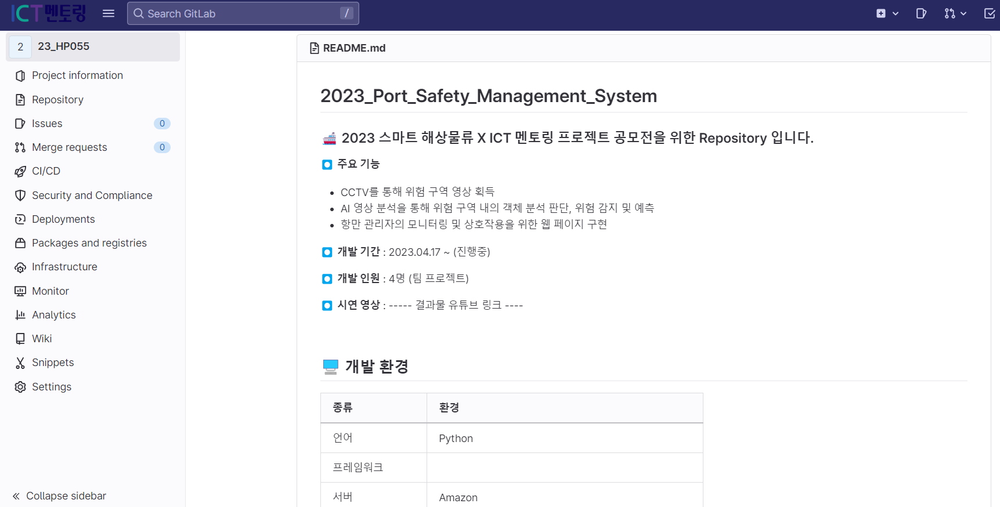 ICT멘토링
Search GitLab
/
2
23_HP055
Project information
Repository
Issues
0
Merge requests
0
CI/CD
Security and Compliance
Deployments
Packages and registries
Infrastructure
Monitor
Analytics
Wiki
Snippets
Settings
Collapse sidebar
README.md
2023_Port_Safety_Management_System
2023 스마트 해상물류 X ICT 멘토링 프로젝트 공모전을 위한 Repository 입니다.
주요 기능
CCTV를 통해 위험 구역 영상 획득
AI 영상 분석을 통해 위험 구역 내의 객체 분석 판단, 위험 감지 및 예측
항만 관리자의 모니터링 및 상호작용을 위한 웹 페이지 구현
개발 기간 : 2023.04.17 ~ (진행중)
개발 인원 : 4명 (팀 프로젝트)
시연 영상 : ----- 결과물 유튜브 링크 ----
개발 환경
종류 환경
언어 Python
프레임워크
서버 Amazon